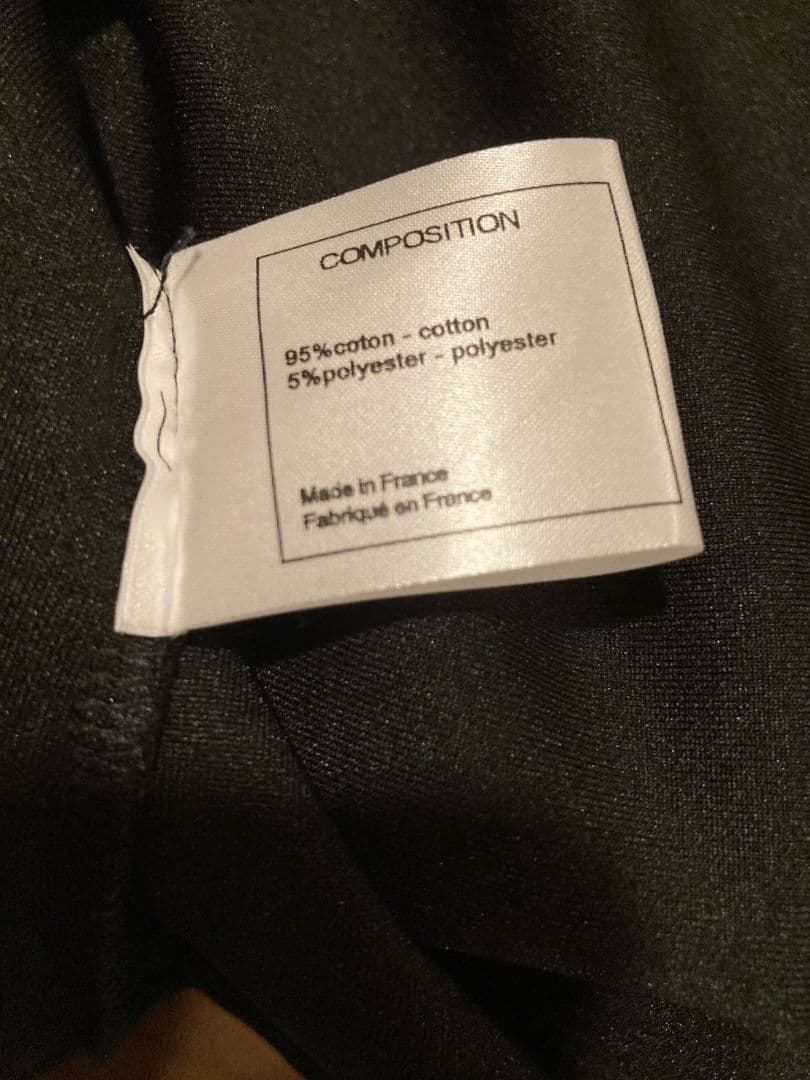 COMPOSITION
95%coton - cotton
5%polyester - polyester
Made in France
Fabriqué en France